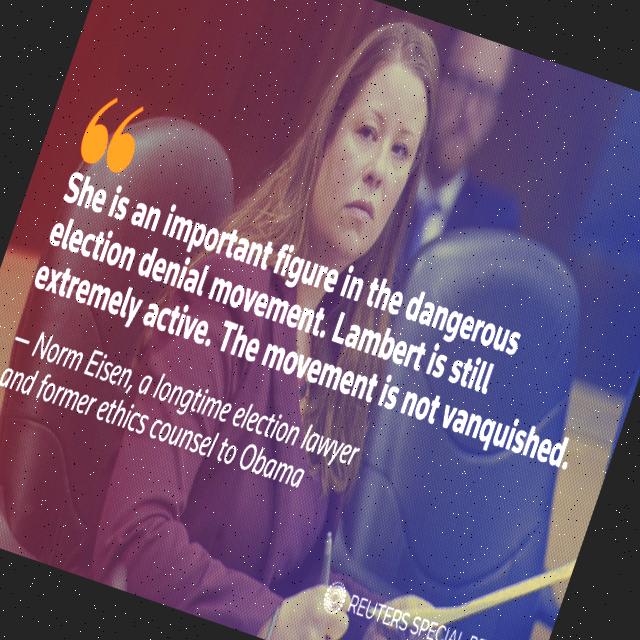 “
She is an important figure in the dangerous
election denial movement. Lambert is still
extremely active. The movement is not vanquished.
– Norm Eisen, a longtime election lawyer
and former ethics counsel to Obama
REUTERS SPECIAL